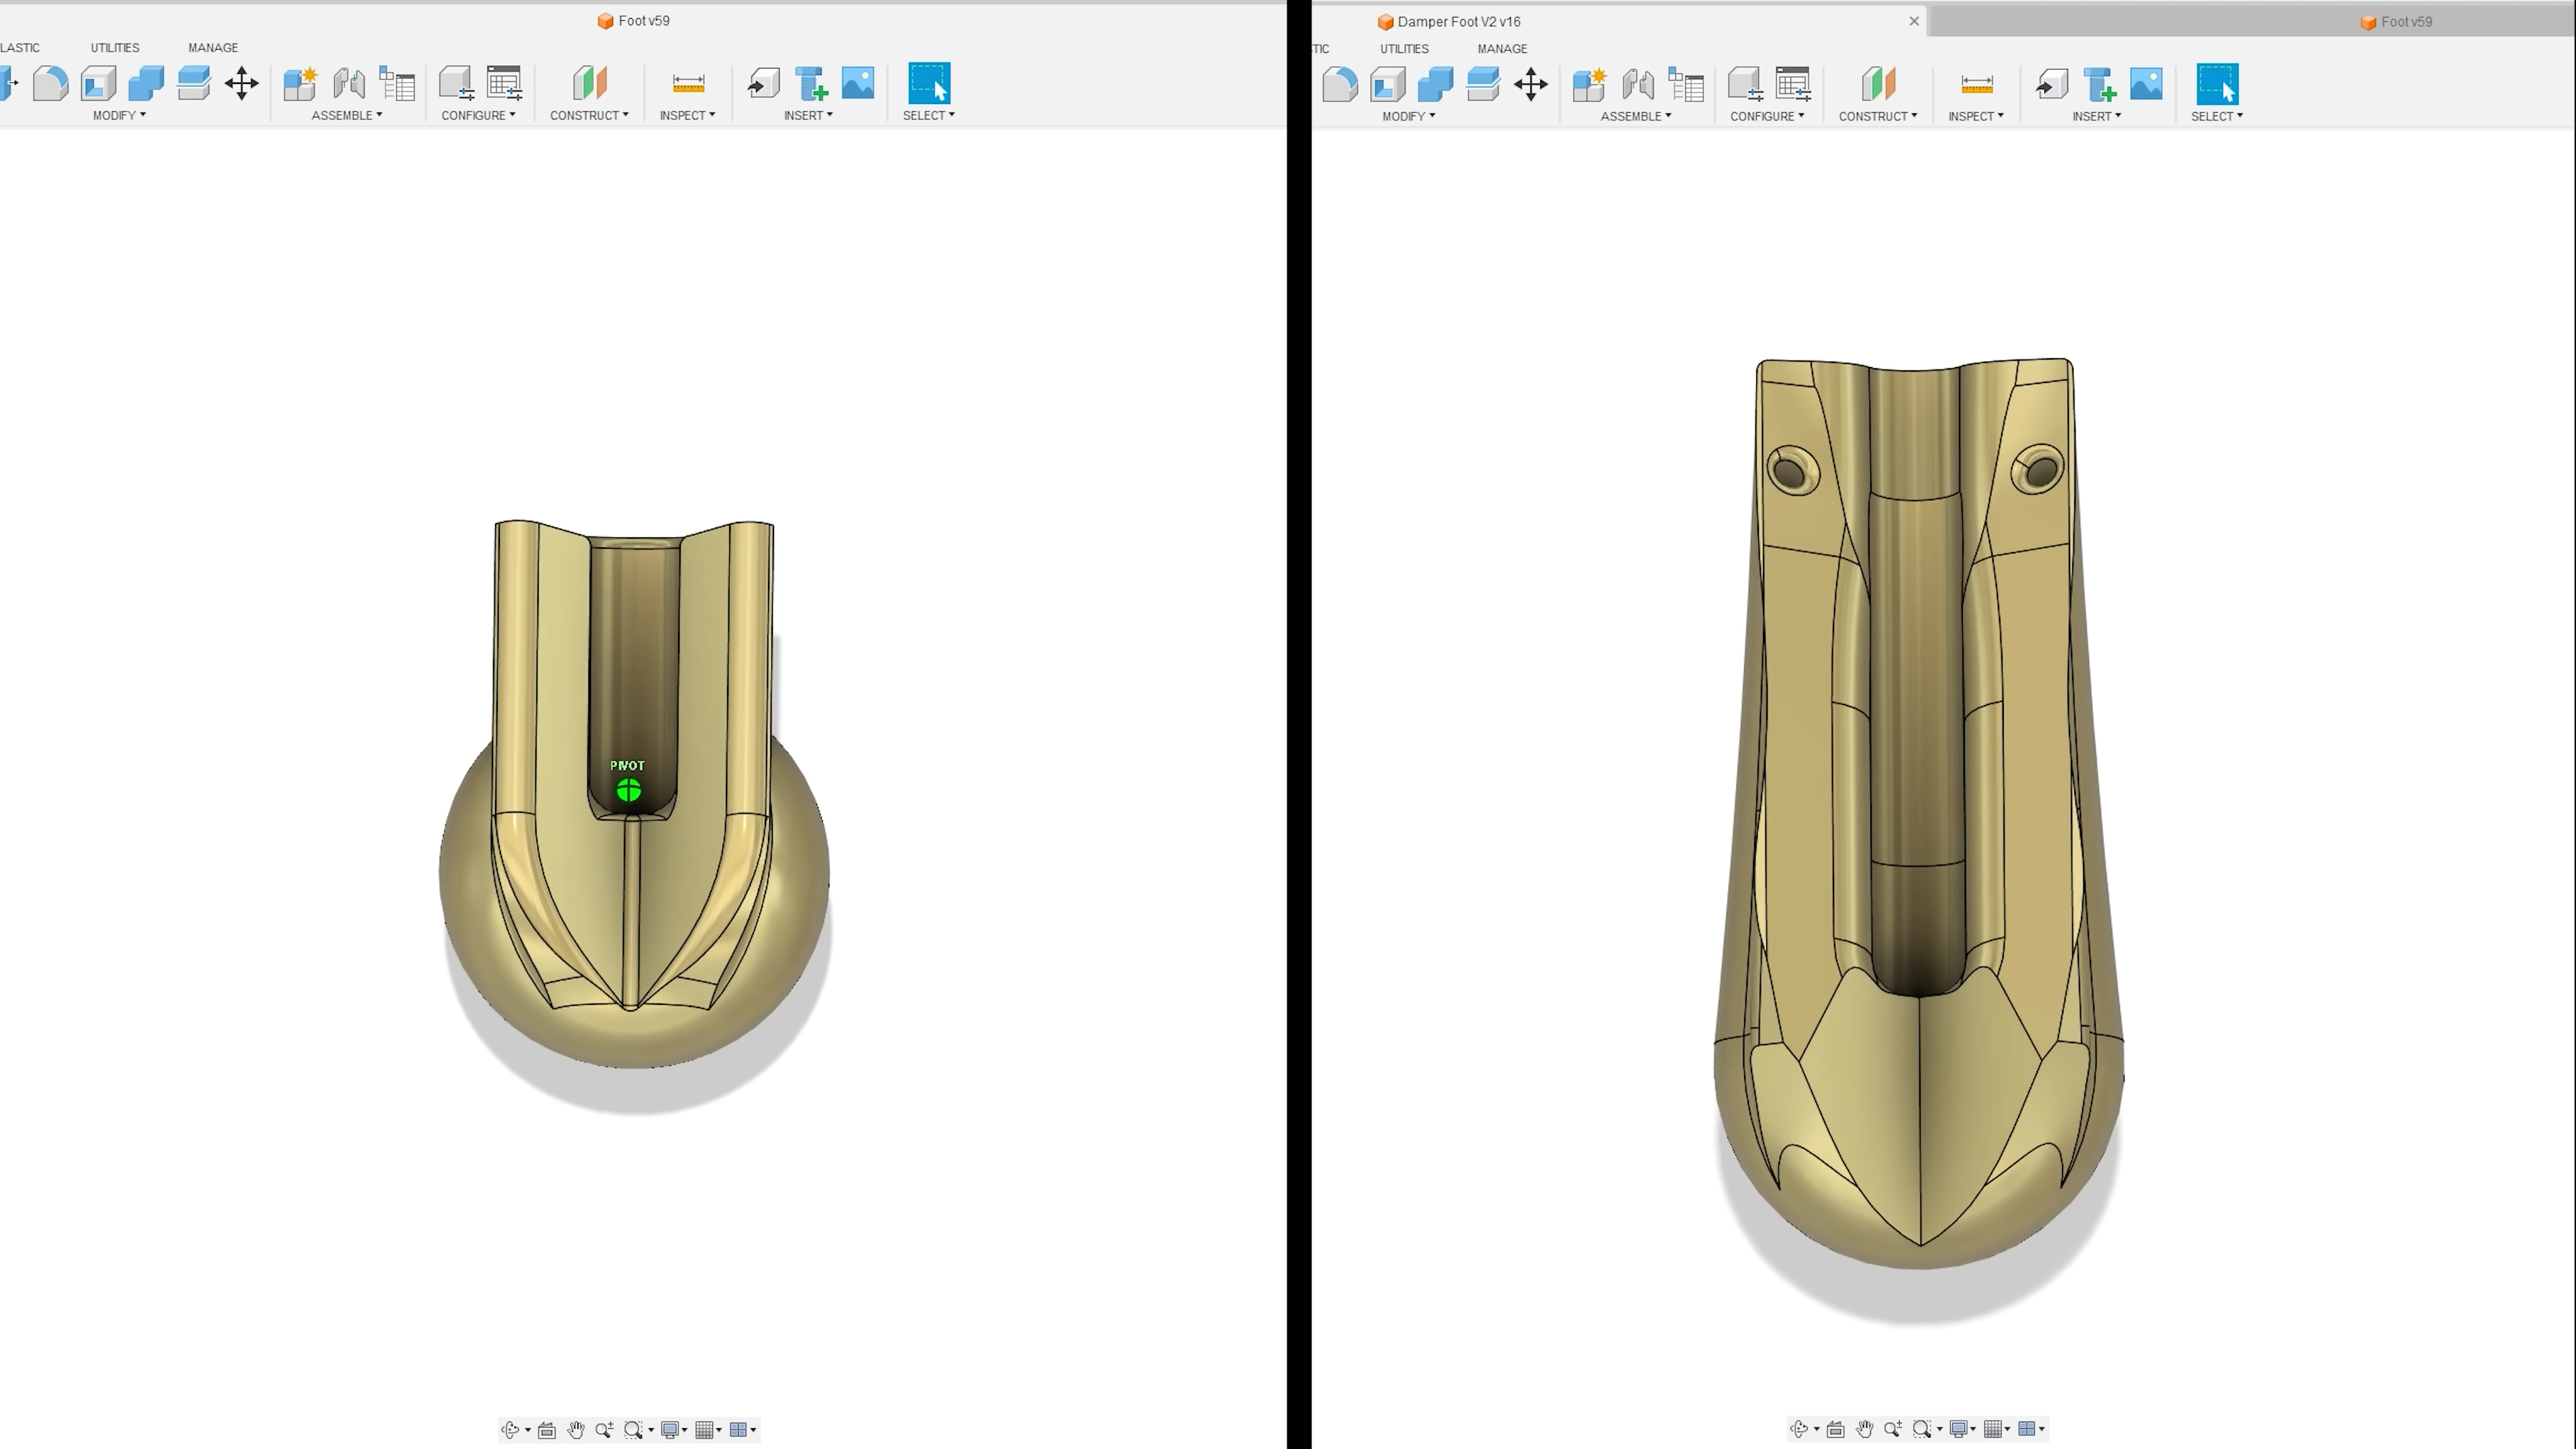 Foot v59
LASTIC UTILITIES MANAGE
MODIFY ASSEMBLE CONFIGURE CONSTRUCT INSPECT INSERT SELECT
PIVOT
Damper Foot V2 v16
Foot v59
TIC UTILITIES MANAGE
MODIFY ASSEMBLE CONFIGURE CONSTRUCT INSPECT INSERT SELECT